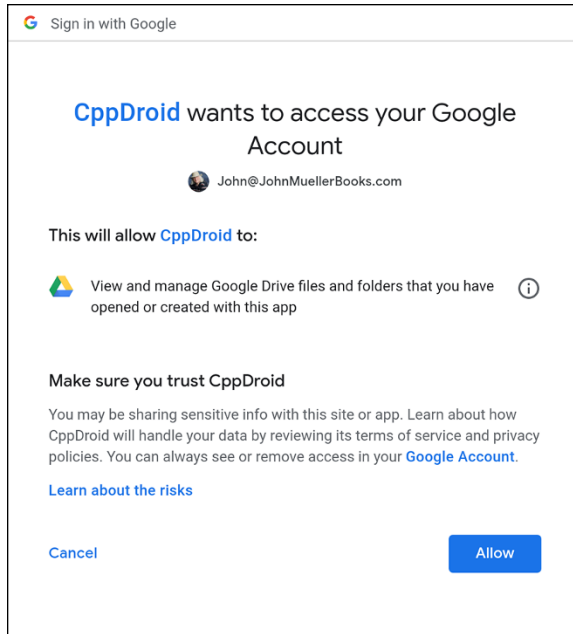 Sign in with Google
CppDroid wants to access your Google
Account
John@JohnMuellerBooks.com
This will allow CppDroid to:
View and manage Google Drive files and folders that you have
opened or created with this app
Make sure you trust CppDroid
You may be sharing sensitive info with this site or app. Learn about how
CppDroid will handle your data by reviewing its terms of service and privacy
policies. You can always see or remove access in your Google Account.
Learn about the risks
Cancel
Allow